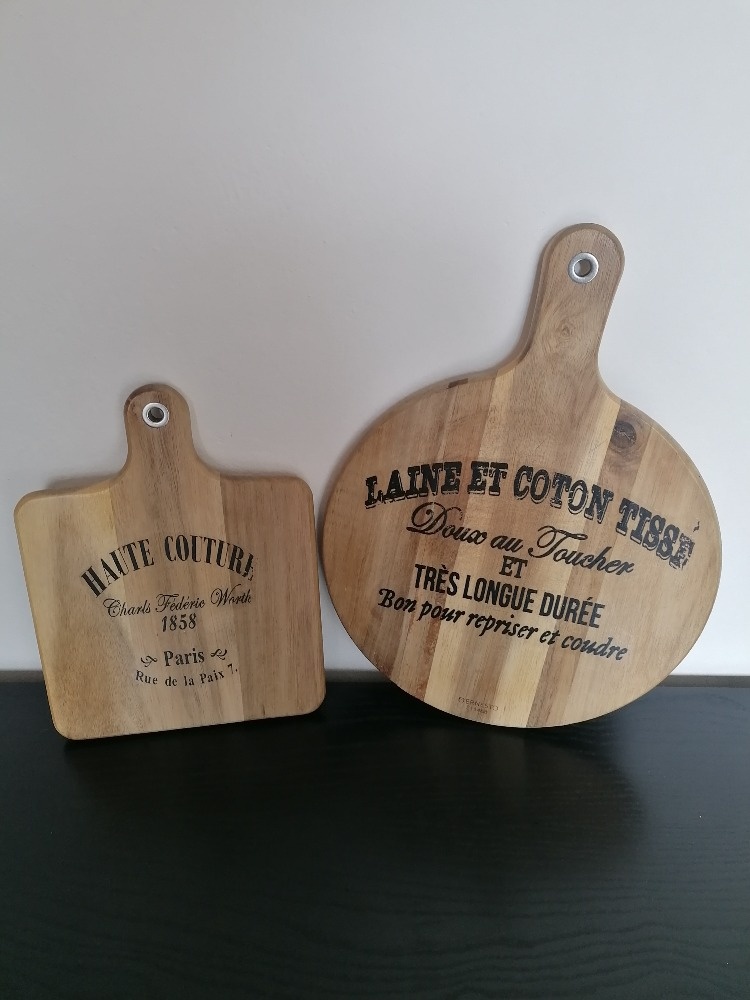 HAUTE COUTURE
Charls Fédéric Worth
1858
Paris
Rue de la Paix 7.
LAINE ET COTON TISSÉ
Doux au Toucher
ET
TRÈS LONGUE DURÉE
Bon pour repriser et coudre